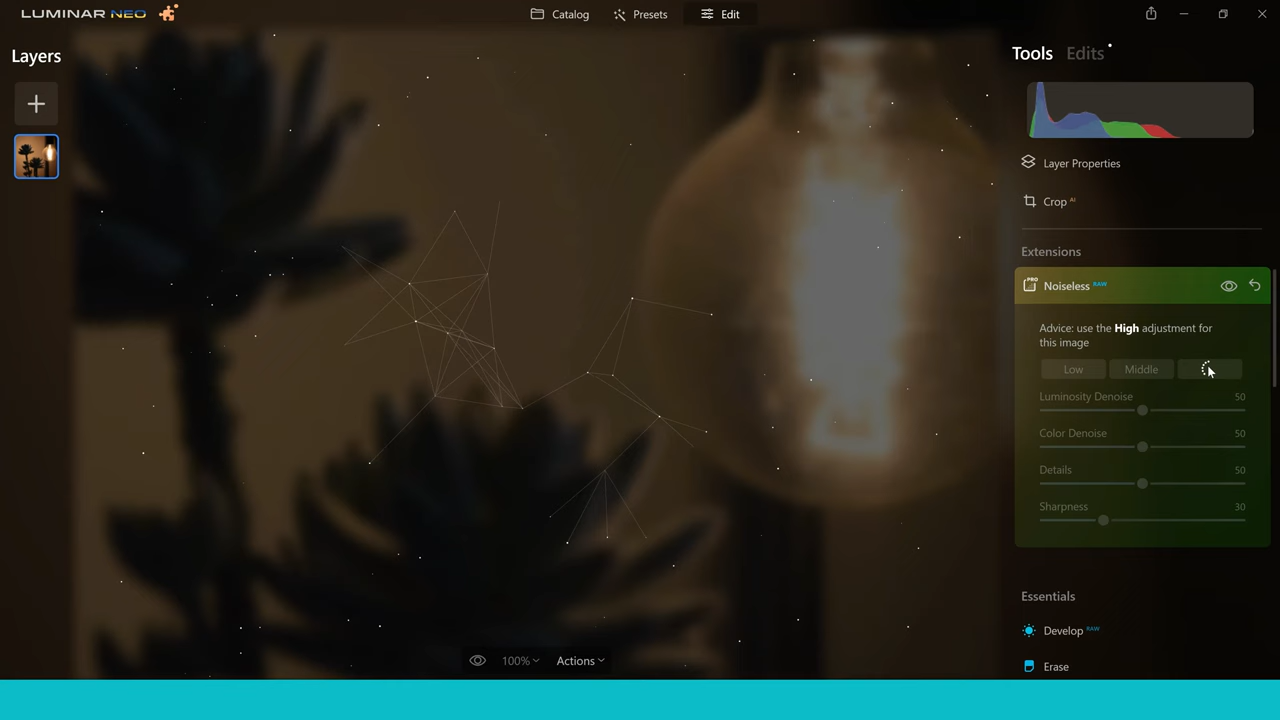 LUMINAR NEO
Catalog
Presets
Edit
Layers
Tools
Edits
Layer Properties
Crop AI
Extensions
PRO
Noiseless RAW
Advice: use the High adjustment for
this image
Low
Middle
Luminosity Denoise 50
Color Denoise 50
Details 50
Sharpness 30
Essentials
Develop RAW
Erase
100%
Actions